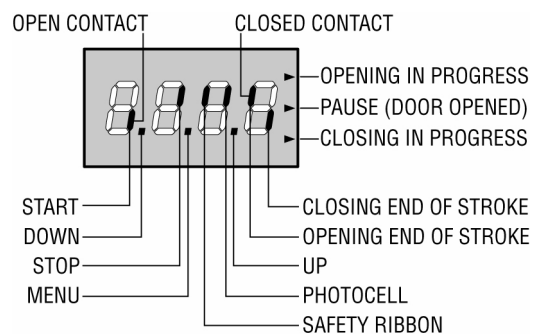 OPEN CONTACT CLOSED CONTACT
OPENING IN PROGRESS
PAUSE (DOOR OPENED)
CLOSING IN PROGRESS
START
DOWN
STOP
MENU
CLOSING END OF STROKE
OPENING END OF STROKE
UP
PHOTOCELL
SAFETY RIBBON